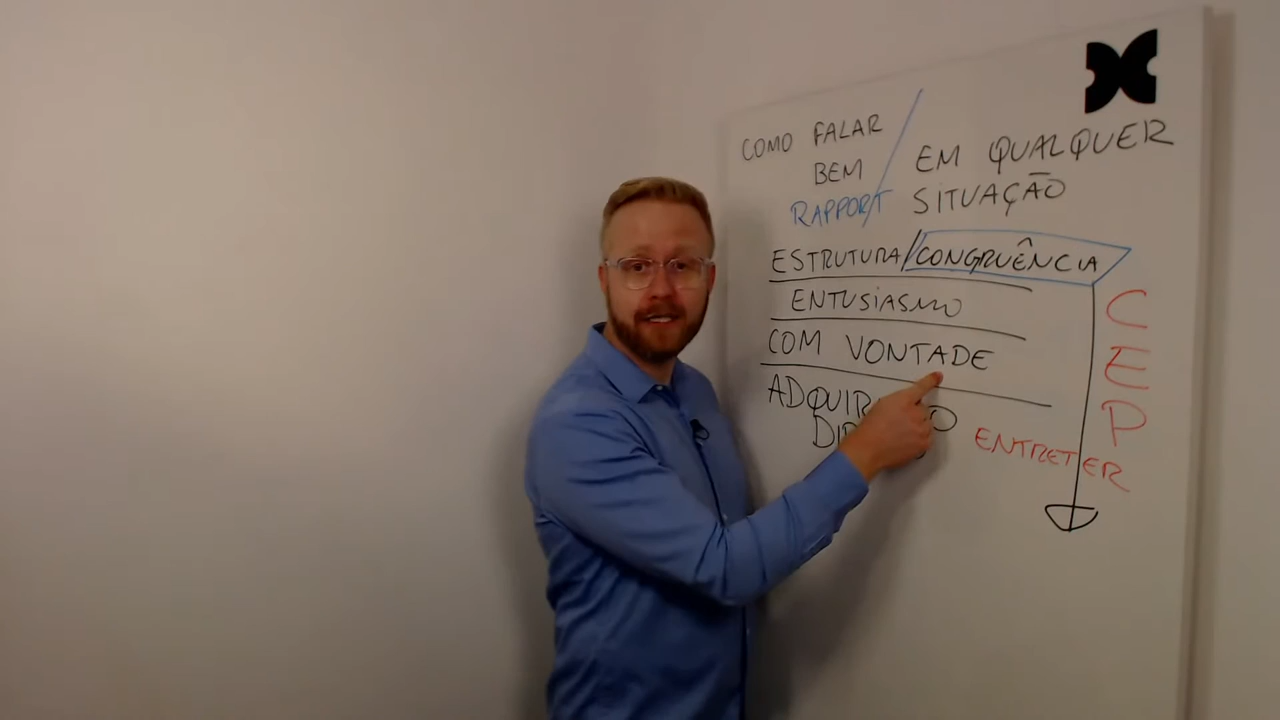 COMO FALAR
BEM
RAPPORT
/ EM QUALQUER
SITUAÇÃO
ESTRUTURA/CONGRUÊNCIA
ENTUSIASMO
COM VONTADE
ENTRETER
C
E
P